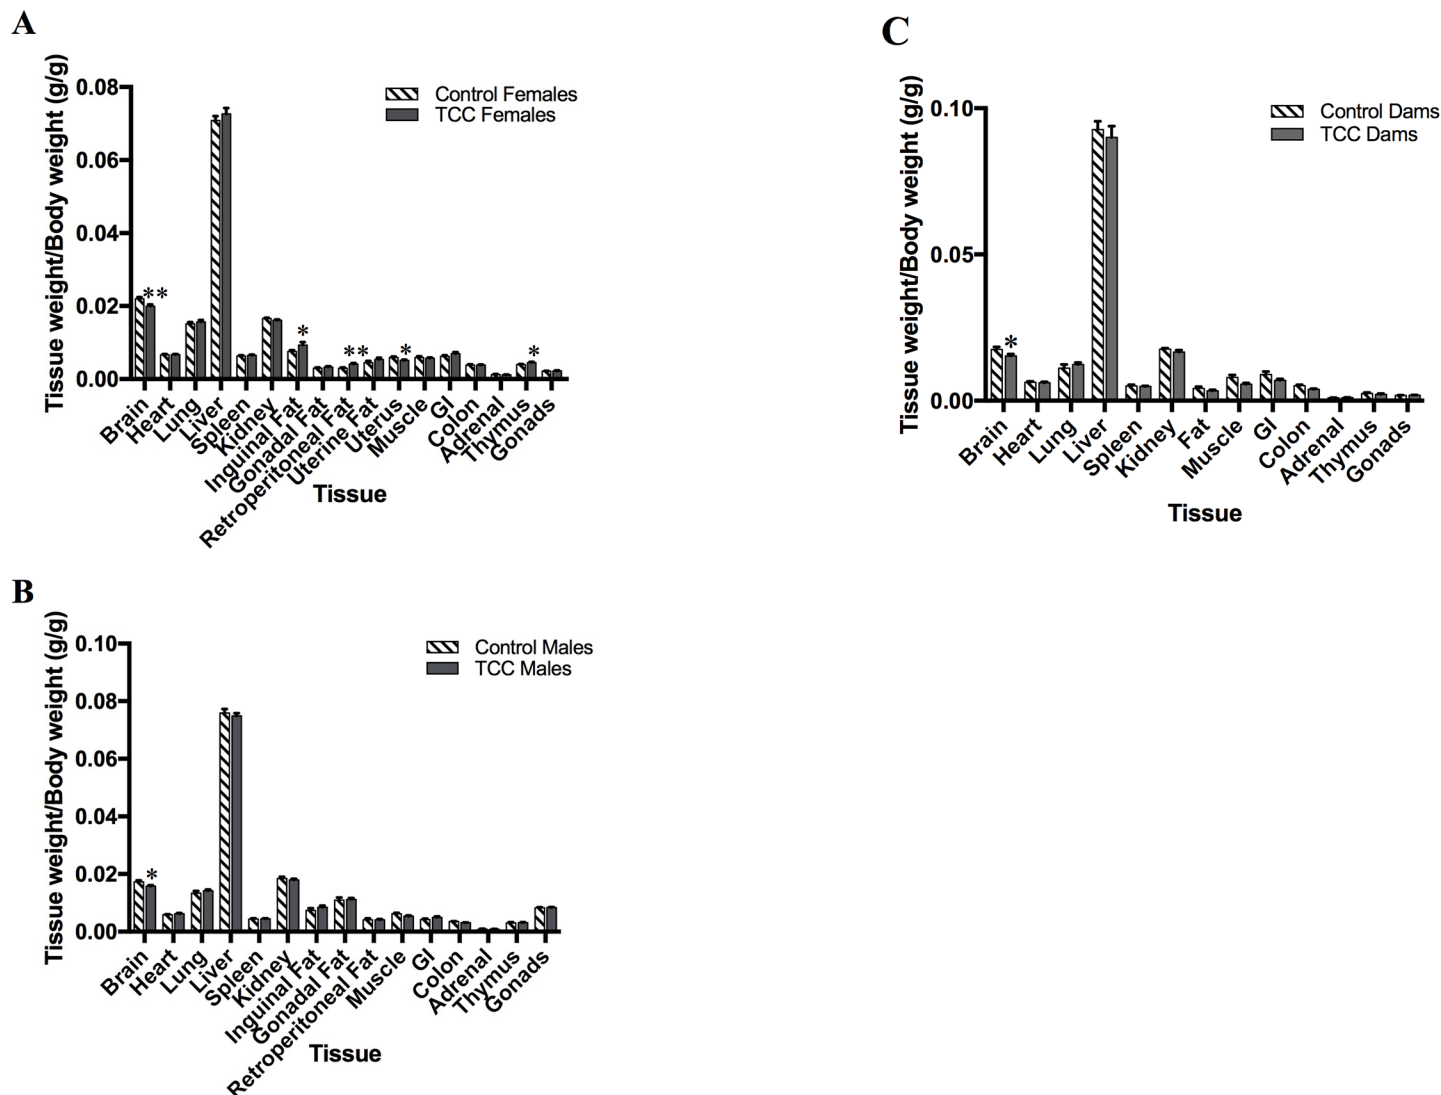 A
Tissue weight/Body weight (g/g)
0.08
0.06
0.04
0.02
0.00
Control Females
TCC Females
**
*
**
*
*
Brain
Heart
Lung
Liver
Spleen
Kidney
Inguinal Fat
Gonadal Fat
Retroperitoneal Fat
Uterine Fat
Uterus
Muscle
GI
Colon
Adrenal
Thymus
Gonads
Tissue
B
Tissue weight/Body weight (g/g)
0.10
0.08
0.06
0.04
0.02
0.00
Control Males
TCC Males
*
Brain
Heart
Lung
Liver
Spleen
Kidney
Inguinal Fat
Gonadal Fat
Retroperitoneal Fat
Muscle
GI
Colon
Adrenal
Thymus
Gonads
Tissue
C
Tissue weight/Body weight (g/g)
0.10
0.05
0.00
Control Dams
TCC Dams
*
Brain
Heart
Lung
Liver
Spleen
Kidney
Fat
Muscle
GI
Colon
Adrenal
Thymus
Gonads
Tissue